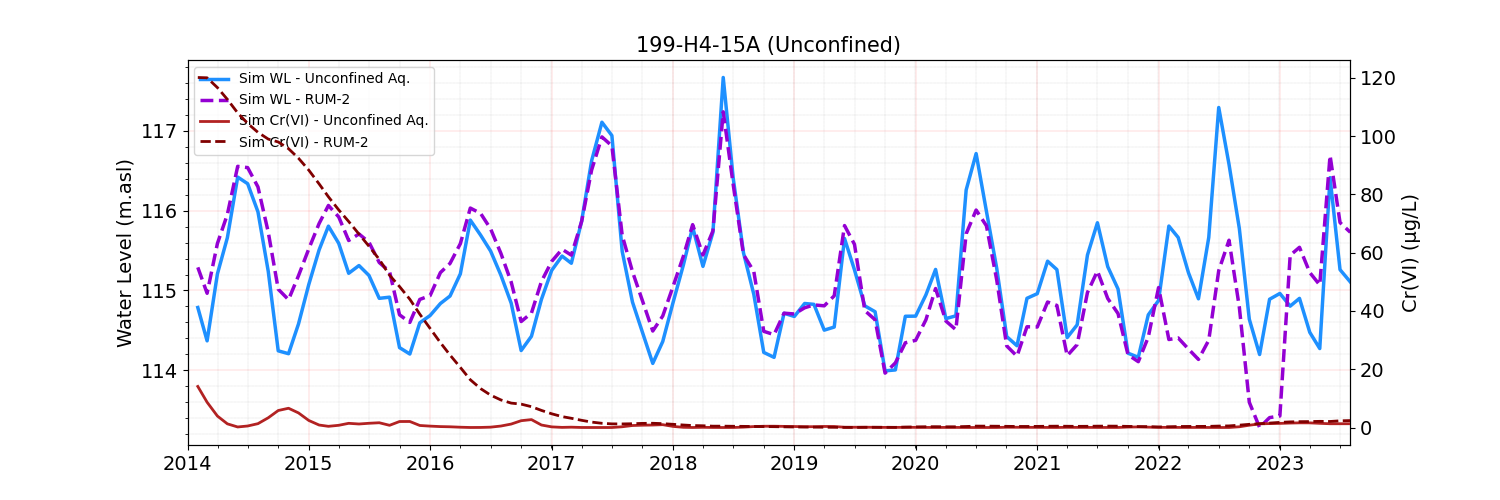 199-H4-15A (Unconfined)
Sim WL - Unconfined Aq.
Sim WL - RUM-2
Sim Cr(VI) - Unconfined Aq.
Sim Cr(VI) - RUM-2
Water Level (m.asl)
117
116
115
114
120
100
80
60
40
20
0
Cr(VI) (µg/L)
2014 2015 2016 2017 2018 2019 2020 2021 2022 2023